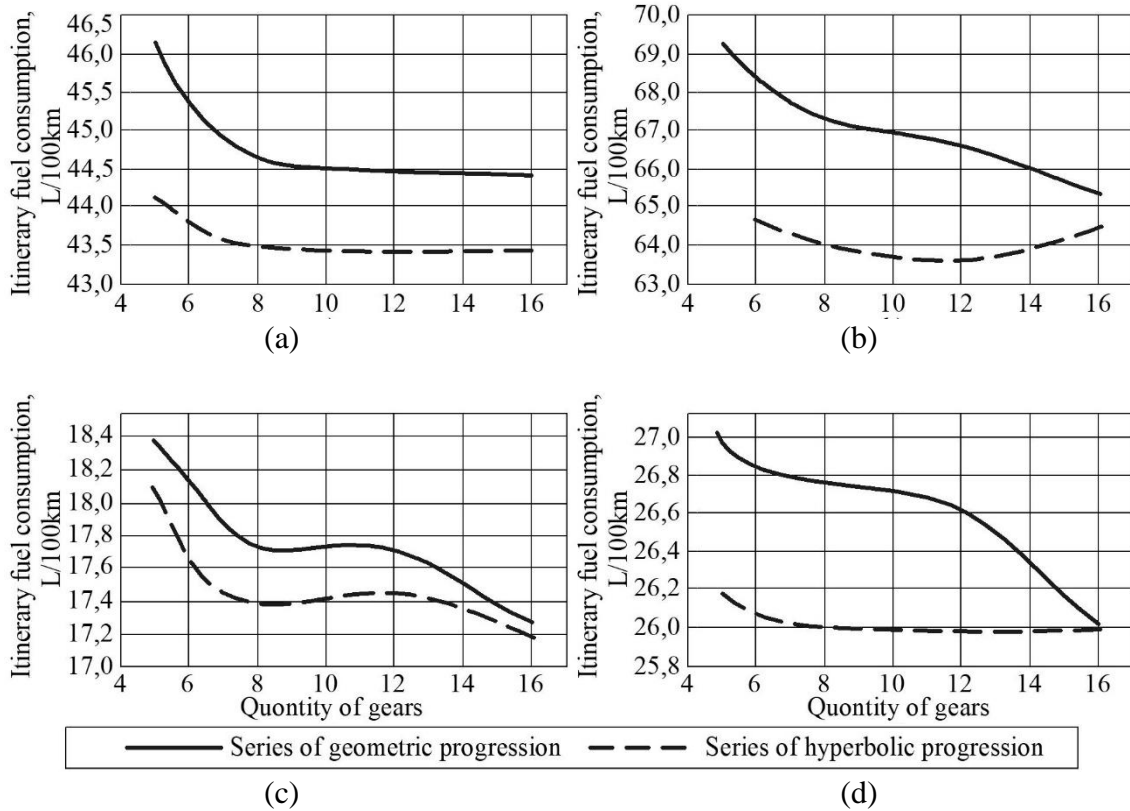 Itinerary fuel consumption,
L/100km
46,5
46,0
45,5
45,0
44,5
44,0
43,5
43,0
4 6 8 10 12 14 16
(a)
Itinerary fuel consumption,
L/100km
70,0
69,0
68,0
67,0
66,0
65,0
64,0
63,0
4 6 8 10 12 14 16
(b)
Itinerary fuel consumption,
L/100km
18,4
18,2
18,0
17,8
17,6
17,4
17,2
17,0
4 6 8 10 12 14 16
Quontity of gears
Itinerary fuel consumption,
L/100km
27,0
26,8
26,6
26,4
26,2
26,0
25,8
4 6 8 10 12 14 16
Quontity of gears
Series of geometric progression
Series of hyperbolic progression
(c)
(d)